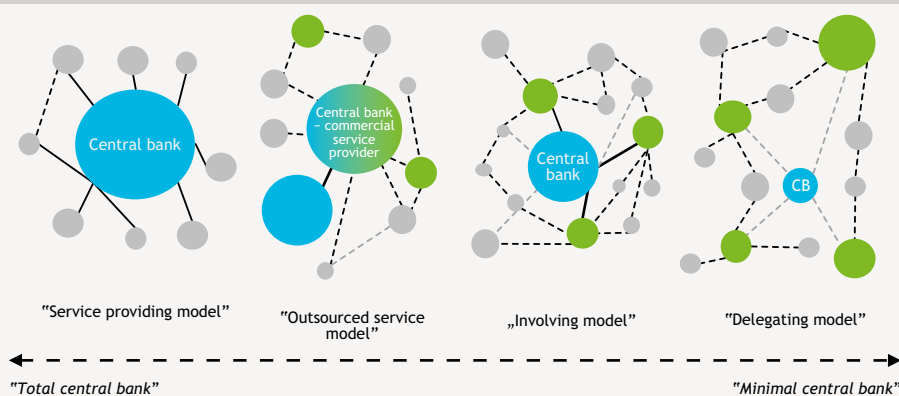 Central bank
Central bank
– commercial
service
provider
Central
bank
CB
“Service providing model”
“Outsourced service
model”
„Involving model”
“Delegating model”
“Total central bank”
“Minimal central bank”